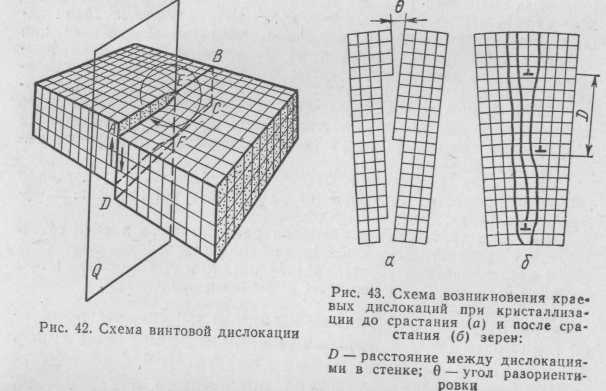 B
E
C
A
F
D
Q
Рис. 42. Схема винтовой дислокации
θ
D
а
б
Рис. 43. Схема возникновения крае-
вых дислокаций при кристаллиза-
ции до срастания (а) и после сра-
стания (б) зерен:
D — расстояние между дислокация-
ми в стенке; θ — угол разориенти-
ровки